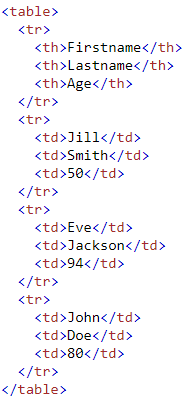 <table>
  <tr>
    <th>Firstname</th>
    <th>Lastname</th>
    <th>Age</th>
  </tr>
  <tr>
    <td>Jill</td>
    <td>Smith</td>
    <td>50</td>
  </tr>
  <tr>
    <td>Eve</td>
    <td>Jackson</td>
    <td>94</td>
  </tr>
  <tr>
    <td>John</td>
    <td>Doe</td>
    <td>80</td>
  </tr>
</table>